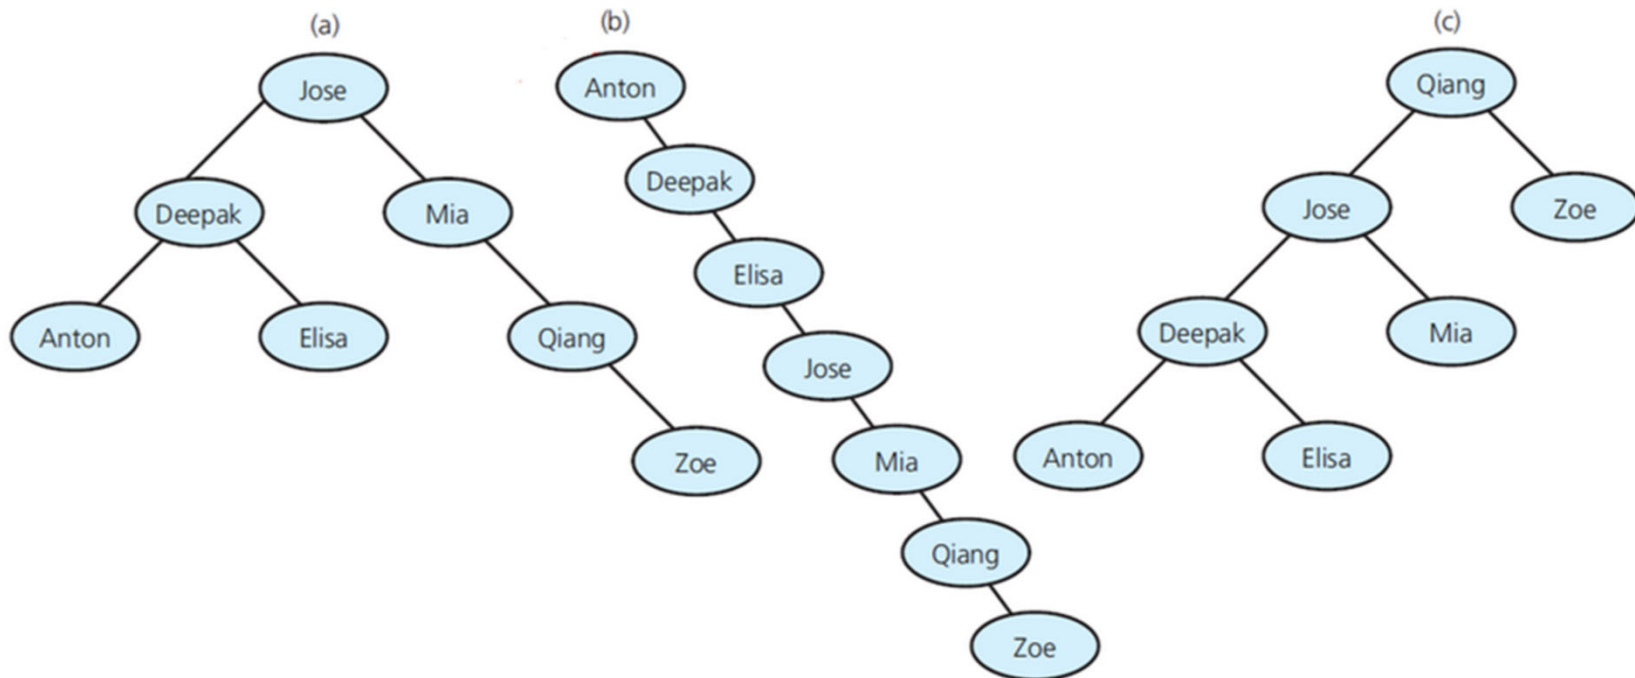 (a)
Jose
Deepak
Mia
Anton
Elisa
Qiang
Zoe
(b)
Anton
Deepak
Elisa
Jose
Mia
Qiang
Zoe
(c)
Qiang
Jose
Zoe
Deepak
Mia
Anton
Elisa